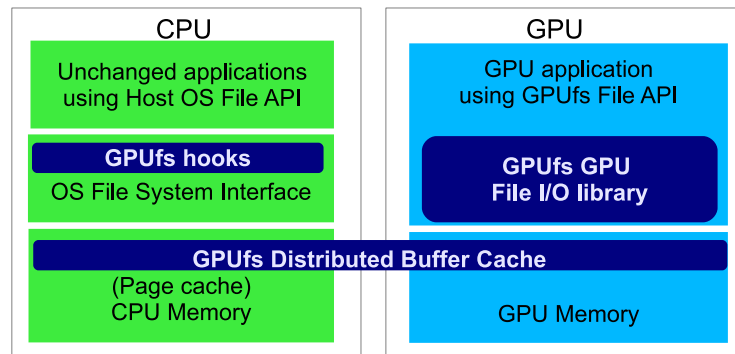 CPU
Unchanged applications
using Host OS File API
GPUfs hooks
OS File System Interface
GPU
GPU application
using GPUfs File API
GPUfs GPU
File I/O library
GPUfs Distributed Buffer Cache
(Page cache)
CPU Memory
GPU Memory